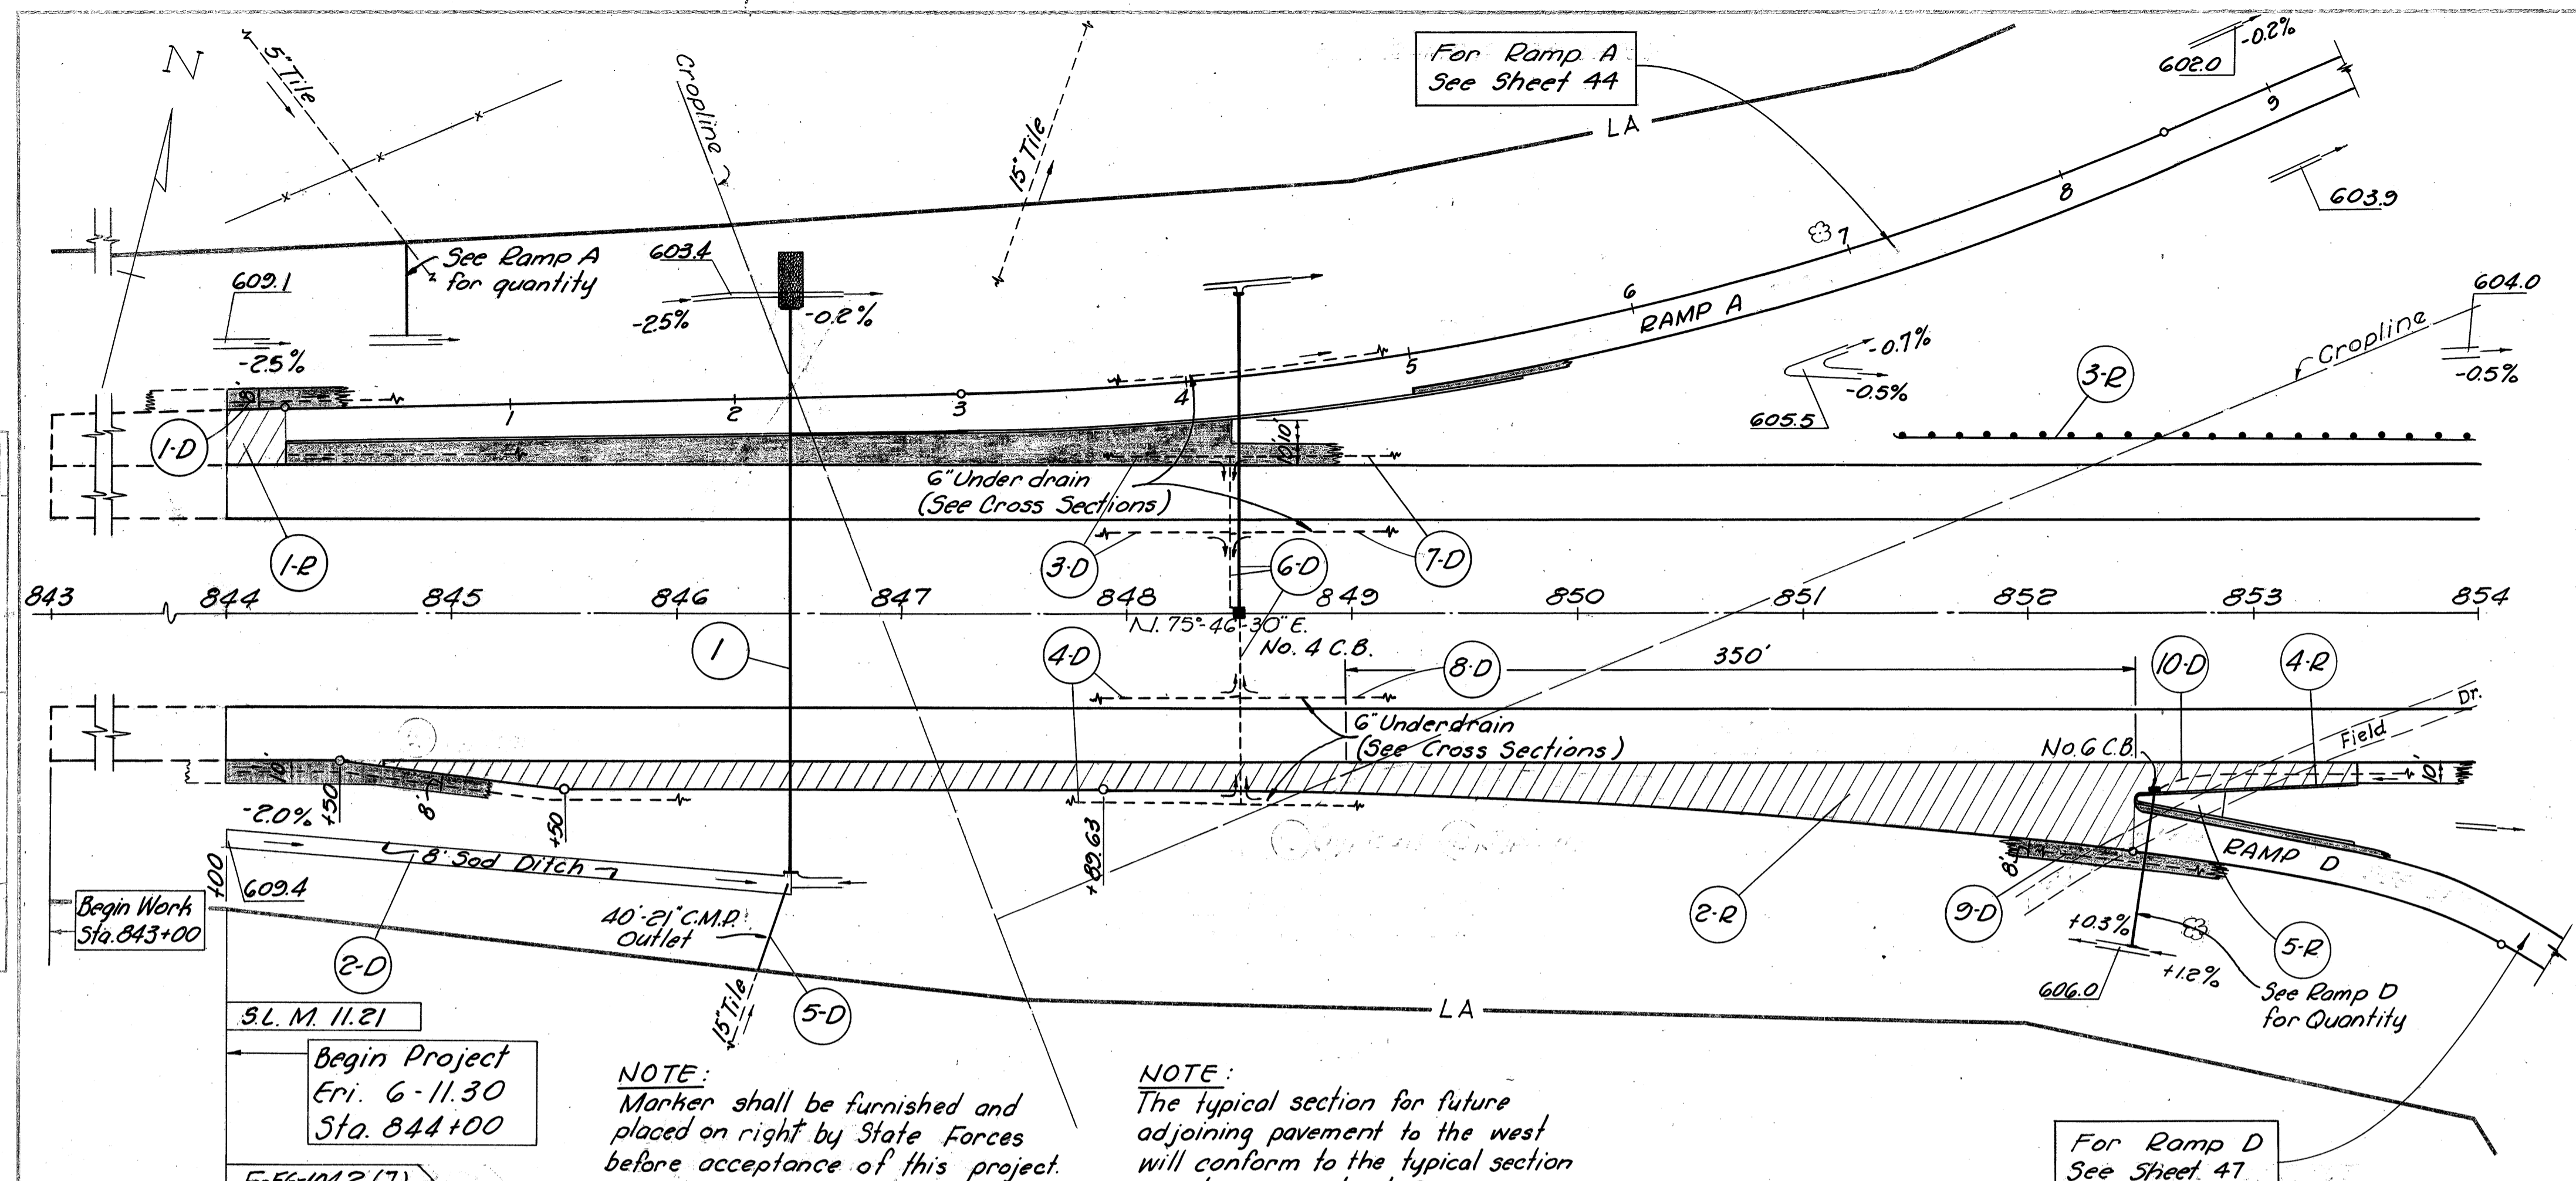 N
5" Tile
Cropline
15" Tile
For Ramp A
See Sheet 44
LA
-0.2%
602.0
9
8
603.9
7
6
RAMP A
604.0
Cropline
-0.7%
-0.5%
605.5
-0.5%
3-R
See Ramp A
for quantity
609.1
-2.5%
603.4
-2.5%
-0.2%
8'
1
2
3
4
5
1-D
10'
10'
6" Under drain
(See Cross Sections)
1-R
3-D
6-D
7-D
843
844
845
846
847
848
849
850
851
852
853
854
N. 75°-46'-30" E.
No. 4 C.B.
1
4-D
8-D
350'
10-D
4-R
Dr.
Field
6" Underdrain
(See Cross Sections)
No. 6 C.B.
10'
10'
8'
-2.0%
+50
+50
+89.63
8'
RAMP D
+00
609.4
8' Sod Ditch
Begin Work
Sta. 843+00
40'-21" C.M.P.
Outlet
2-D
5-D
15" Tile
2-R
9-D
+0.3%
5-R
+1.2%
606.0
See Ramp D
for Quantity
LA
S.L.M. 11.21
Begin Project
Eri. 6-11.30
Sta. 844+00
NOTE:
Marker shall be furnished and
placed on right by State Forces
before acceptance of this project.
NOTE:
The typical section for future
adjoining pavement to the west
will conform to the typical section
For Ramp D
See Sheet 47